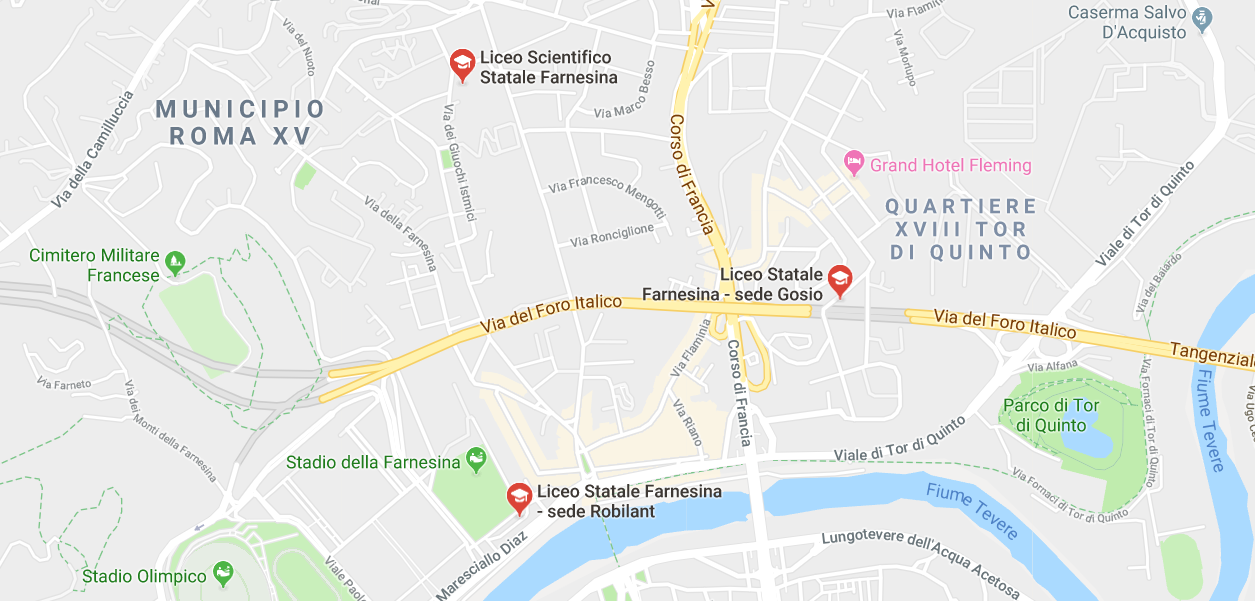 Via Flaminia
Caserma Salvo
D'Acquisto
Via del Nuoto
Liceo Scientifico
Statale Farnesina
Via Morlupo
Via Marco Besso
MUNICIPIO
ROMA XV
Via della Camilluccia
Via dei Giuochi Istmici
Corso di Francia
Grand Hotel Fleming
Via Francesco Mengotti
QUARTIERE
XVIII TOR
DI QUINTO
Viale di Tor di Quinto
Via della Farnesina
Via Ronciglione
Cimitero Militare
Francese
Via del Baiardo
Liceo Statale
Farnesina - sede Gosio
Via del Foro Italico
Via del Foro Italico
Tangenziale
Via Flaminia
Corso di Francia
Via Alfana
Via Farneto
Via dei Monti della Farnesina
Via Riano
Parco di Tor
di Quinto
Via Fornaci di Tor di Quinto
Fiume Tevere
Via Ugo
Stadio della Farnesina
Viale di Tor di Quinto
Liceo Statale Farnesina
- sede Robilant
Via Fornaci di Tor di Quinto
Fiume Tevere
Maresciallo Diaz
Lungotevere dell'Acqua Acetosa
Stadio Olimpico
Viale Paolo